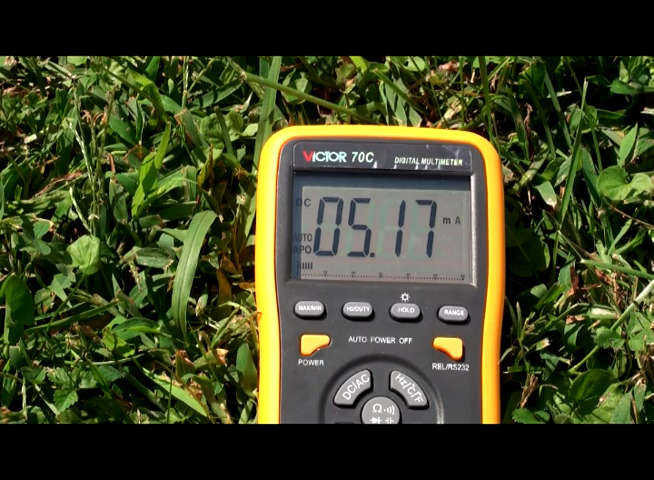 VICTOR 70C DIGITAL MULTIMETER
DC
05.17 mA
AUTO
APO
MAX/MIN Hz/DUTY HOLD RANGE
AUTO POWER OFF
POWER REL/RS232
DC/AC Hz/°C/°F
Ω